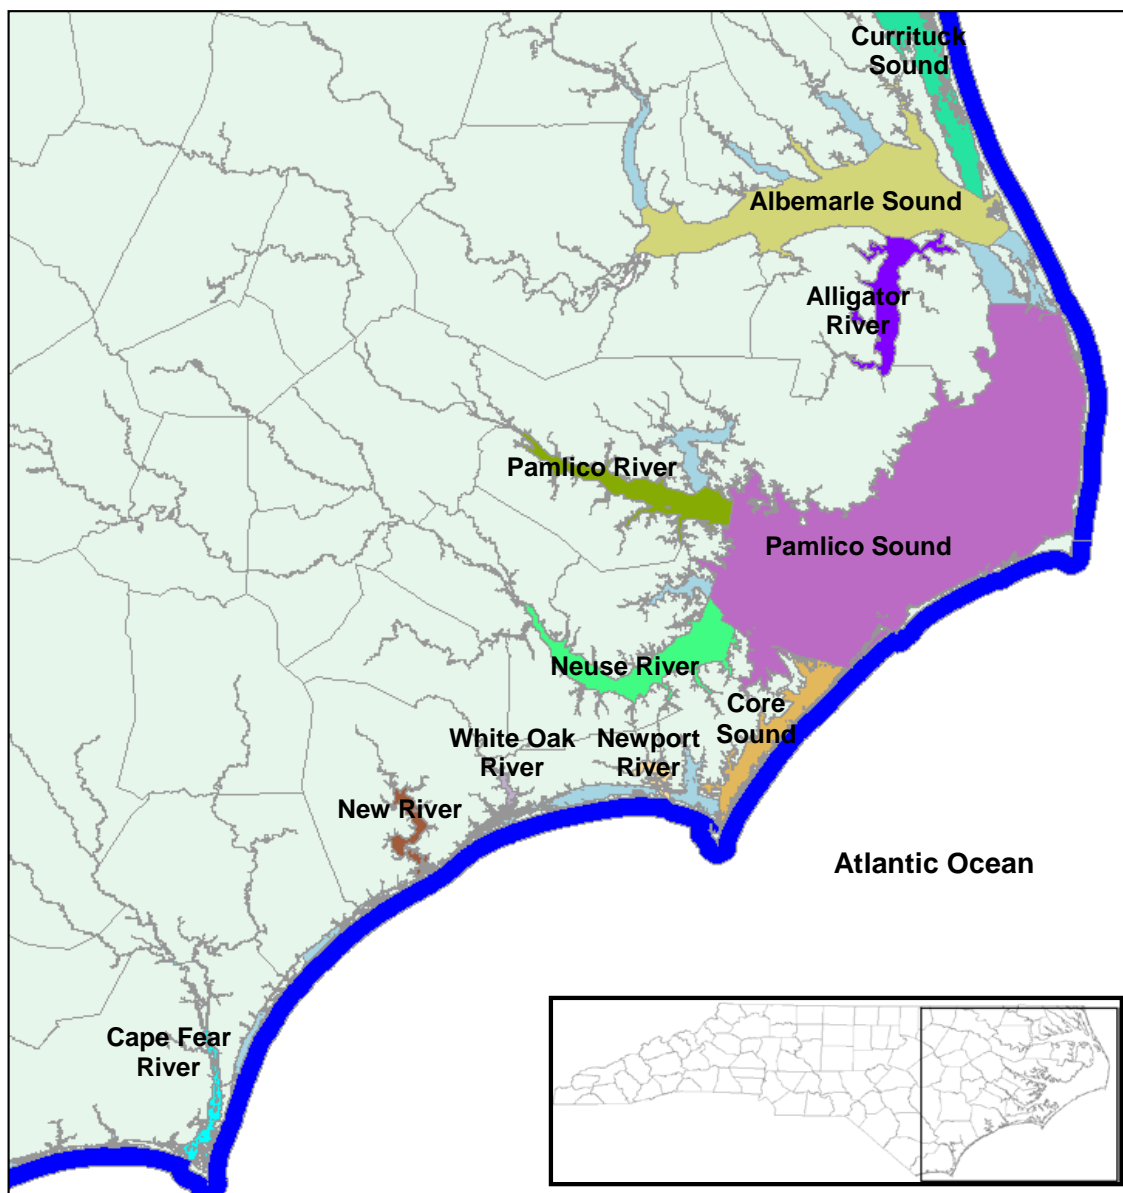 Currituck
Sound
Albemarle Sound
Alligator
River
Pamlico River
Pamlico Sound
Neuse River
Core
Sound
White Oak
River
Newport
River
New River
Atlantic Ocean
Cape Fear
River